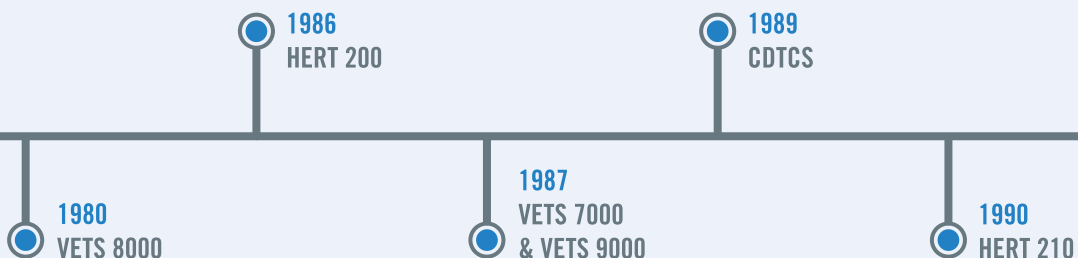 1986
HERT 200
1989
CDTCS
1980
VETS 8000
1987
VETS 7000
& VETS 9000
1990
HERT 210